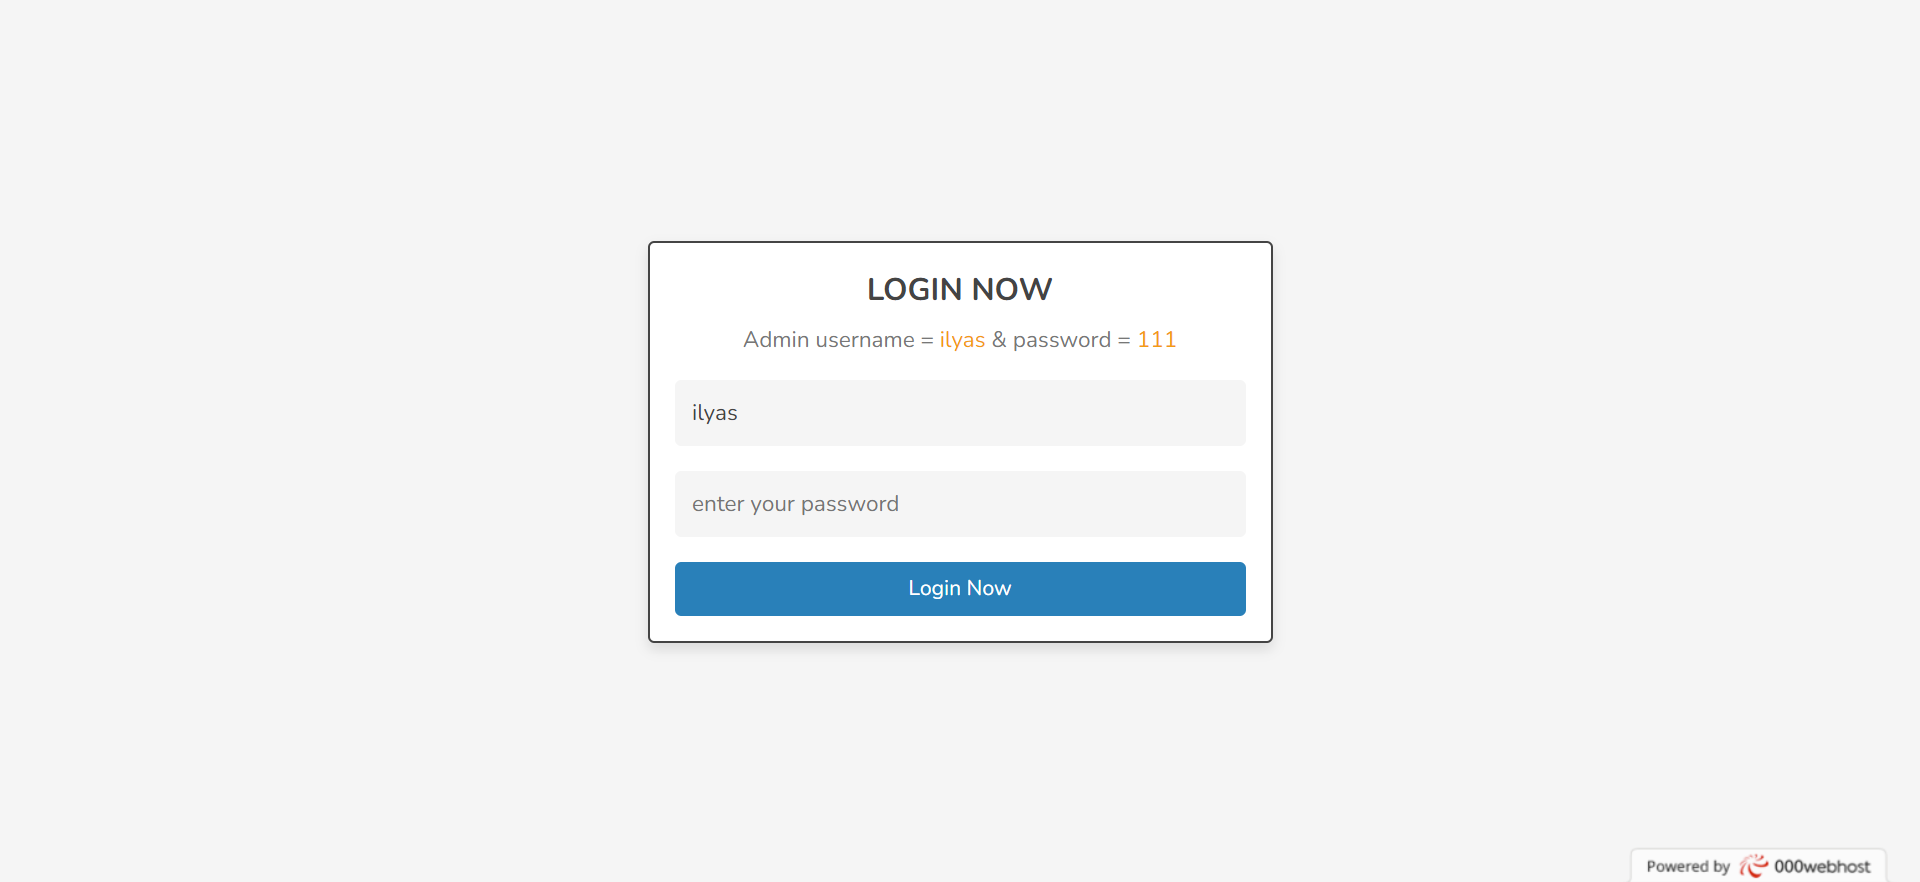 LOGIN NOW
Admin username = ilyas & password = 111
ilyas
enter your password
Login Now
Powered by 000webhost